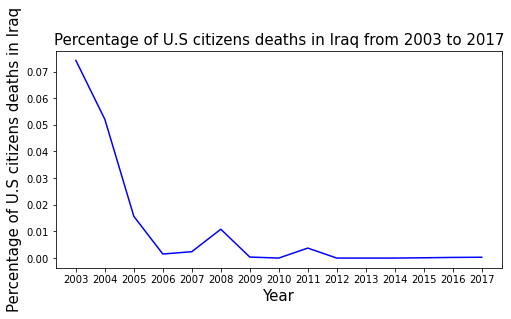 Percentage of U.S citizens deaths in Iraq from 2003 to 2017
Percentage of U.S citizens deaths in Iraq
0.07
0.06
0.05
0.04
0.03
0.02
0.01
0.00
2003 2004 2005 2006 2007 2008 2009 2010 2011 2012 2013 2014 2015 2016 2017
Year